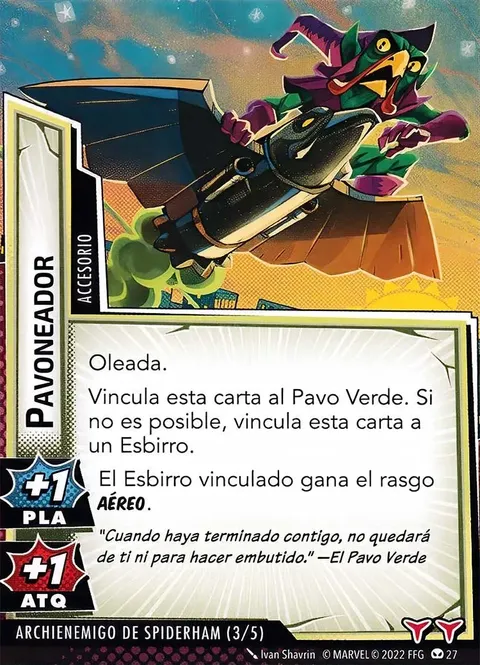 PAVONEADOR
ACCESORIO
Oleada.
Vincula esta carta al Pavo Verde. Si
no es posible, vincula esta carta a
un Esbirro.
El Esbirro vinculado gana el rasgo
AÉREO.
"Cuando haya terminado contigo, no quedará
de ti ni para hacer embutido." —El Pavo Verde
+1
PLA
+1
ATQ
ARCHIENEMIGO DE SPIDERHAM (3/5)
Ivan Shavrin © MARVEL © 2022 FFG 27